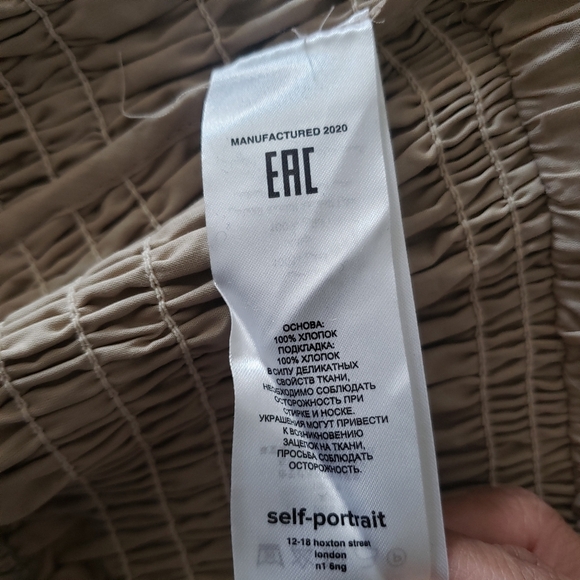 MANUFACTURED 2020
EAC
ОСНОВА:
100% ХЛОПОК
ПОДКЛАДКА:
100% ХЛОПОК
В СИЛУ ДЕЛИКАТНЫХ
СВОЙСТВ ТКАНИ,
НЕОБХОДИМО СОБЛЮДАТЬ
ОСТОРОЖНОСТЬ ПРИ
СТИРКЕ И НОСКЕ.
УКРАШЕНИЯ МОГУТ ПРИВЕСТИ
К ВОЗНИКНОВЕНИЮ
ЗАЦЕПОК НА ТКАНИ,
ПРОСЬБА СОБЛЮДАТЬ
ОСТОРОЖНОСТЬ.
self-portrait
12-18 hoxton street
london
n1 6ng